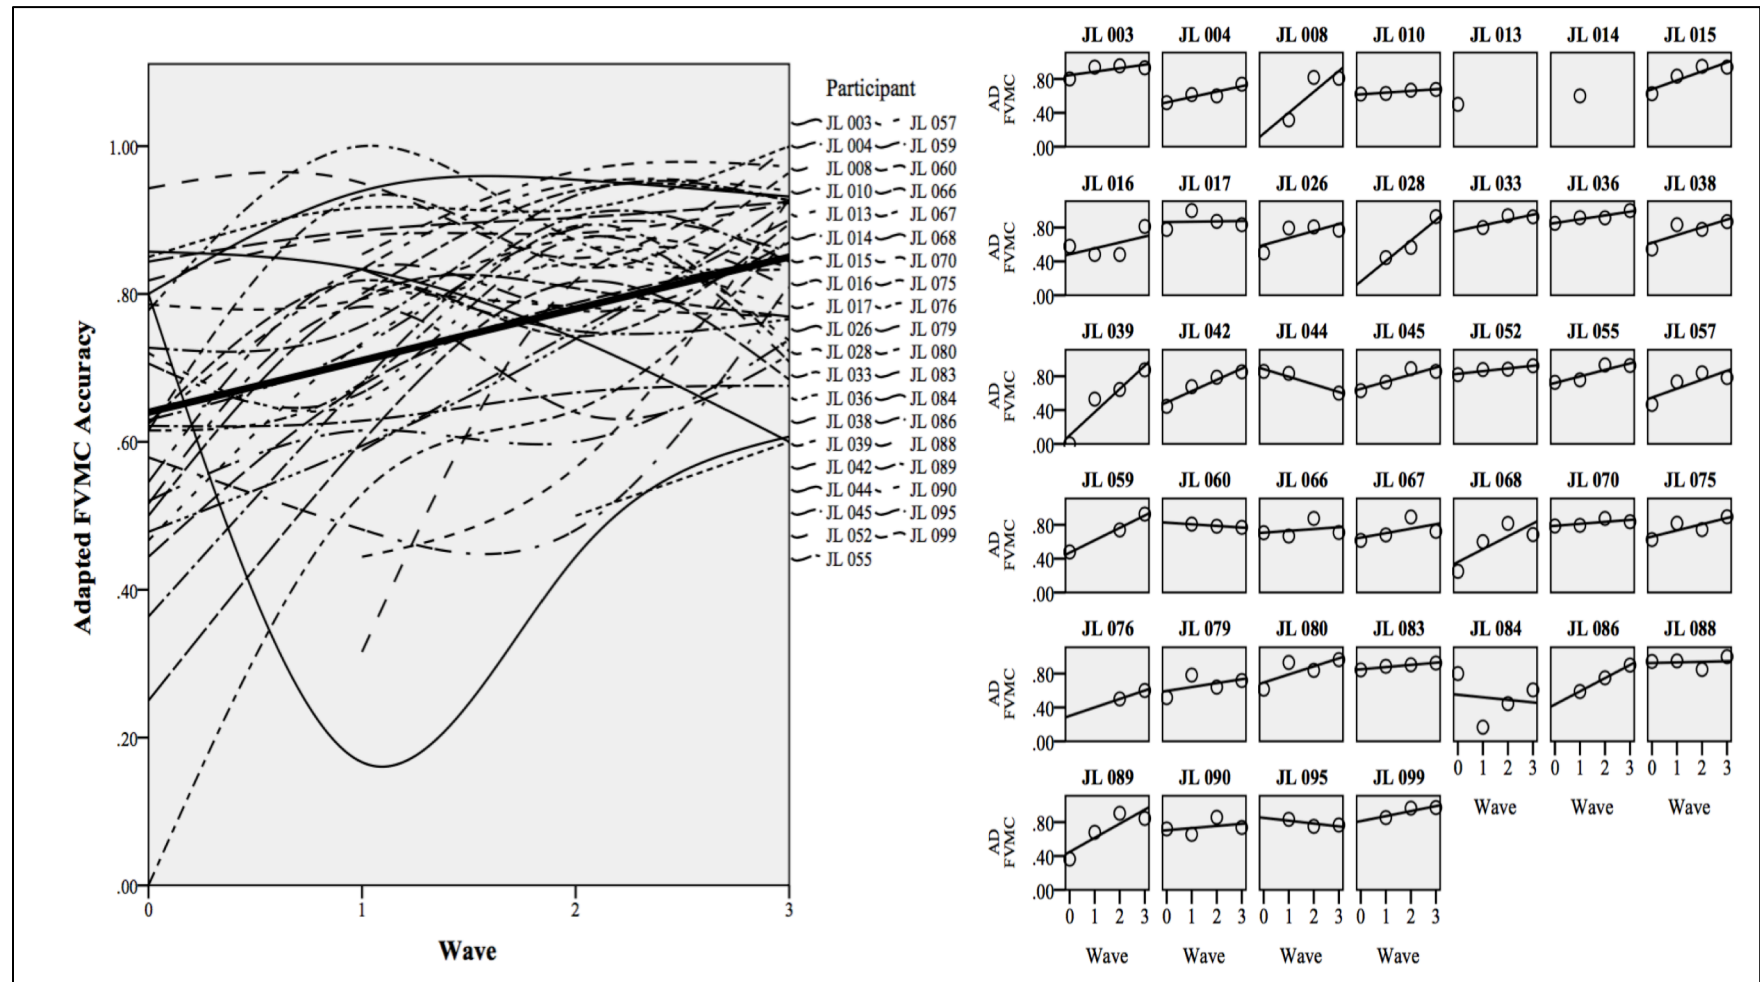 Adapted FVMC Accuracy
1.00
.80
.60
.40
.20
.00
0 1 2 3
Wave
Participant
JL 003 JL 057
JL 004 JL 059
JL 008 JL 060
JL 010 JL 066
JL 013 JL 067
JL 014 JL 068
JL 015 JL 070
JL 016 JL 075
JL 017 JL 076
JL 026 JL 079
JL 028 JL 080
JL 033 JL 083
JL 036 JL 084
JL 038 JL 086
JL 039 JL 088
JL 042 JL 089
JL 044 JL 090
JL 045 JL 095
JL 052 JL 099
JL 055
JL 003 JL 004 JL 008 JL 010 JL 013 JL 014 JL 015
AD
FVMC
.80
.40
.00
JL 016 JL 017 JL 026 JL 028 JL 033 JL 036 JL 038
AD
FVMC
.80
.40
.00
JL 039 JL 042 JL 044 JL 045 JL 052 JL 055 JL 057
AD
FVMC
.80
.40
.00
JL 059 JL 060 JL 066 JL 067 JL 068 JL 070 JL 075
AD
FVMC
.80
.40
.00
JL 076 JL 079 JL 080 JL 083 JL 084 JL 086 JL 088
AD
FVMC
.80
.40
.00
0 1 2 3 0 1 2 3 0 1 2 3
Wave Wave Wave
JL 089 JL 090 JL 095 JL 099
AD
FVMC
.80
.40
.00
0 1 2 3 0 1 2 3 0 1 2 3 0 1 2 3
Wave Wave Wave Wave